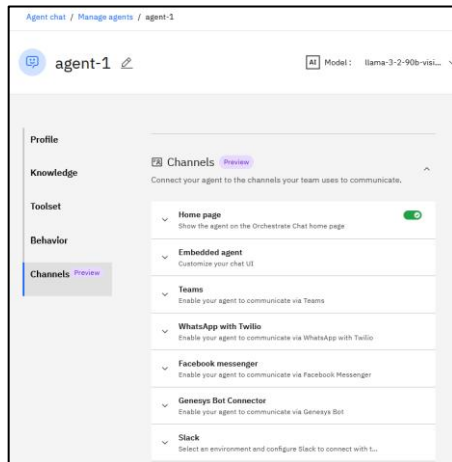 Agent chat / Manage agents / agent-1
agent-1
AI Model : llama-3-2-90b-visi...
Profile
Knowledge
Toolset
Behavior
Channels Preview
Channels Preview
Connect your agent to the channels your team uses to communicate.
Home page
Show the agent on the Orchestrate Chat home page
Embedded agent
Customize your chat UI
Teams
Enable your agent to communicate via Teams
WhatsApp with Twilio
Enable your agent to communicate via WhatsApp with Twilio
Facebook messenger
Enable your agent to communicate via Facebook Messenger
Genesys Bot Connector
Enable your agent to communicate via Genesys Bot
Slack
Select an environment and configure Slack to connect with t...